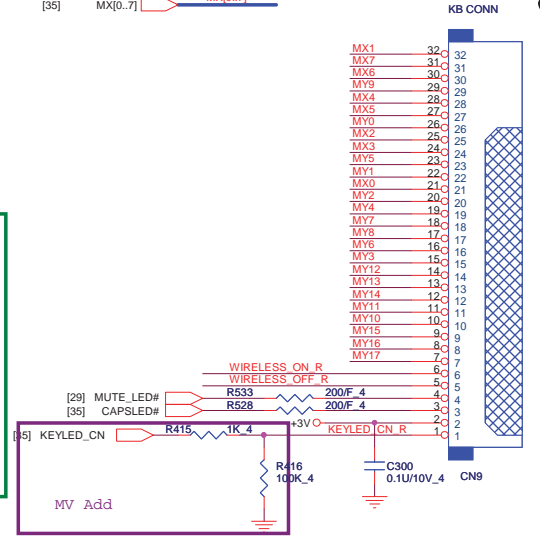 [35] MX[0..7]
KB CONN
MX1 32 32
MX7 31 31
MX6 30 30
MY9 29 29
MX4 28 28
MX5 27 27
MY0 26 26
MX2 25 25
MX3 24 24
MY5 23 23
MY1 22 22
MX0 21 21
MY2 20 20
MY4 19 19
MY7 18 18
MY8 17 17
MY6 16 16
MY3 15 15
MY12 14 14
MY13 13 13
MY14 12 12
MY11 11 11
MY10 10 10
MY15 9 9
MY16 8 8
MY17 7 7
WIRELESS_ON_R 6 6
WIRELESS_OFF_R 5 5
[29] MUTE_LED# R533 200/F_4 4 4
[35] CAPSLED# R528 200/F_4 3 3
+3V 2 2
[35] KEYLED_CN R415 1K_4 KEYLED_CN_R 1 1
R416
100K_4
C300
0.1U/10V_4
CN9
MV Add